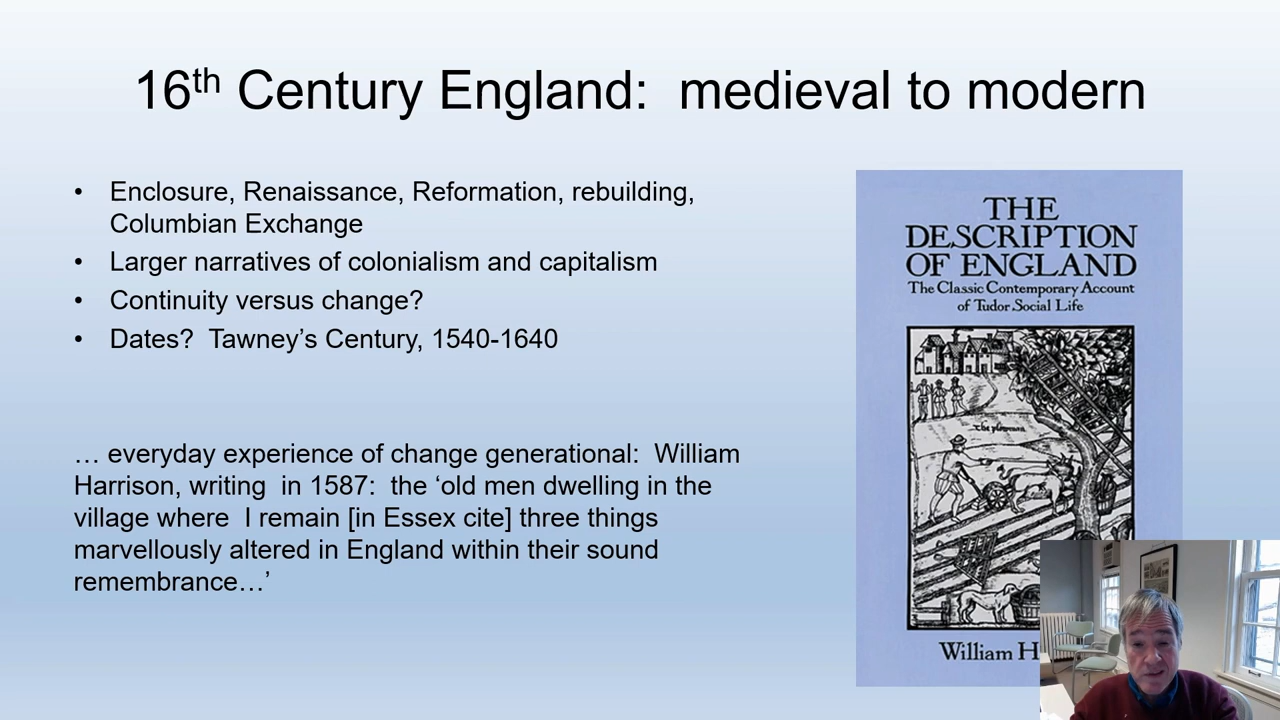 16th Century England:  medieval to modern
• Enclosure, Renaissance, Reformation, rebuilding,
Columbian Exchange
• Larger narratives of colonialism and capitalism
• Continuity versus change?
• Dates?  Tawney’s Century, 1540-1640
… everyday experience of change generational:  William
Harrison, writing  in 1587:  the ‘old men dwelling in the
village where  I remain [in Essex cite] three things
marvellously altered in England within their sound
remembrance…’
THE
DESCRIPTION
OF ENGLAND
The Classic Contemporary Account
of Tudor Social Life
The plowman
William H